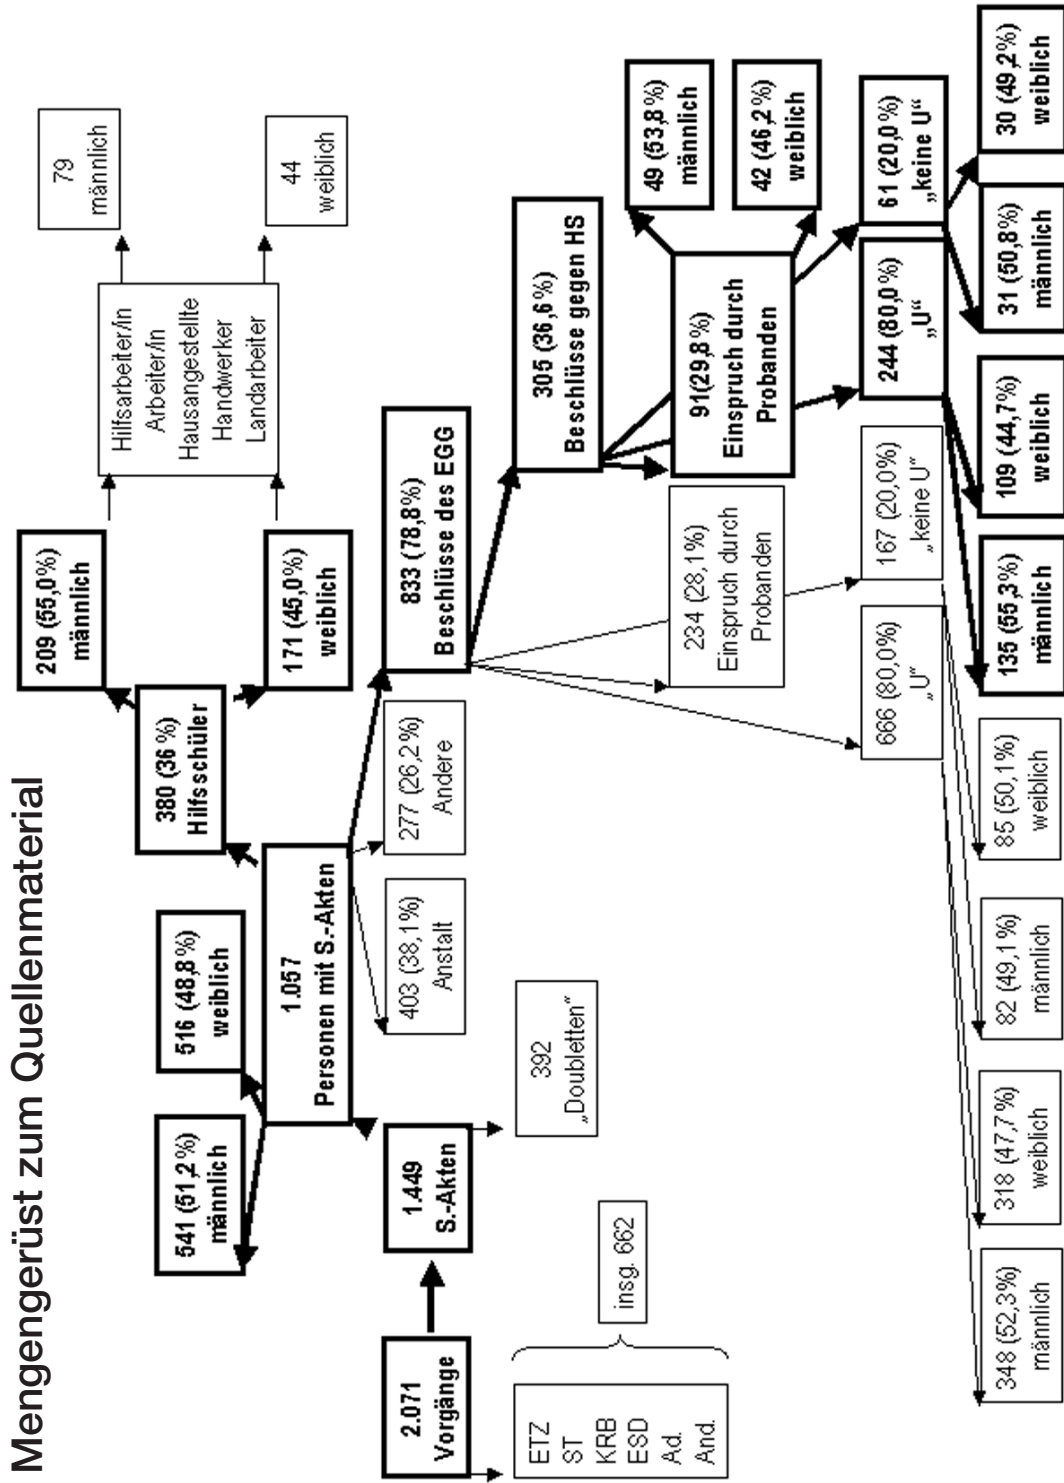 Mengengerüst zum Quellenmaterial
2.071
Vorgänge
ETZ
ST
KRB
ESD
Ad.
And.
insg. 662
1.449
S.-Akten
392
„Doubletten“
541 (51,2%)
männlich
516 (48,8%)
weiblich
1.057
Personen mit S.-Akten
403 (38,1%)
Anstalt
277 (26,2%)
Andere
380 (36 %)
Hilfsschüler
209 (55,0%)
männlich
171 (45,0%)
weiblich
Hilfsarbeiter/in
Arbeiter/in
Hausangestellte
Handwerker
Landarbeiter
79
männlich
44
weiblich
833 (78,8%)
Beschlüsse des EGG
305 (36,6%)
Beschlüsse gegen HS
234 (28,1%)
Einspruch durch
Probanden
91(29,8%)
Einspruch durch
Probanden
49 (53,8%)
männlich
42 (46,2%)
weiblich
666 (80,0%)
„U“
167 (20,0%)
„keine U“
244 (80,0%)
„U“
61 (20,0%)
„keine U“
348 (52,3%)
männlich
318 (47,7%)
weiblich
82 (49,1%)
männlich
85 (50,1%)
weiblich
135 (55,3%)
männlich
109 (44,7%)
weiblich
31 (50,8%)
männlich
30 (49,2%)
weiblich